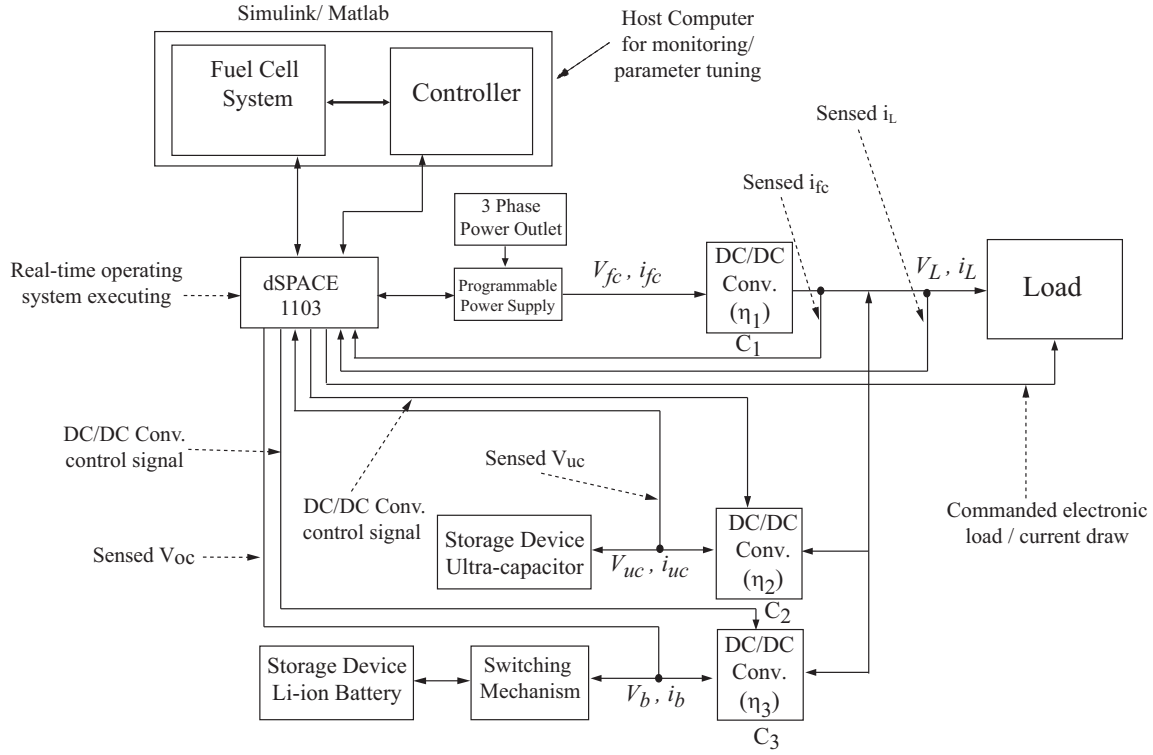 Simulink/ Matlab
Host Computer
for monitoring/
parameter tuning
Fuel Cell
System
Controller
Sensed iL
Sensed ifc
3 Phase
Power Outlet
Real-time operating
system executing
dSPACE
1103
Programmable
Power Supply
Vfc , ifc
DC/DC
Conv.
(η1)
C1
VL , iL
Load
DC/DC Conv.
control signal
Sensed Vuc
DC/DC Conv.
control signal
Commanded electronic
load / current draw
Sensed Voc
Storage Device
Ultra-capacitor
Vuc , iuc
DC/DC
Conv.
(η2)
C2
Storage Device
Li-ion Battery
Switching
Mechanism
Vb , ib
DC/DC
Conv.
(η3)
C3